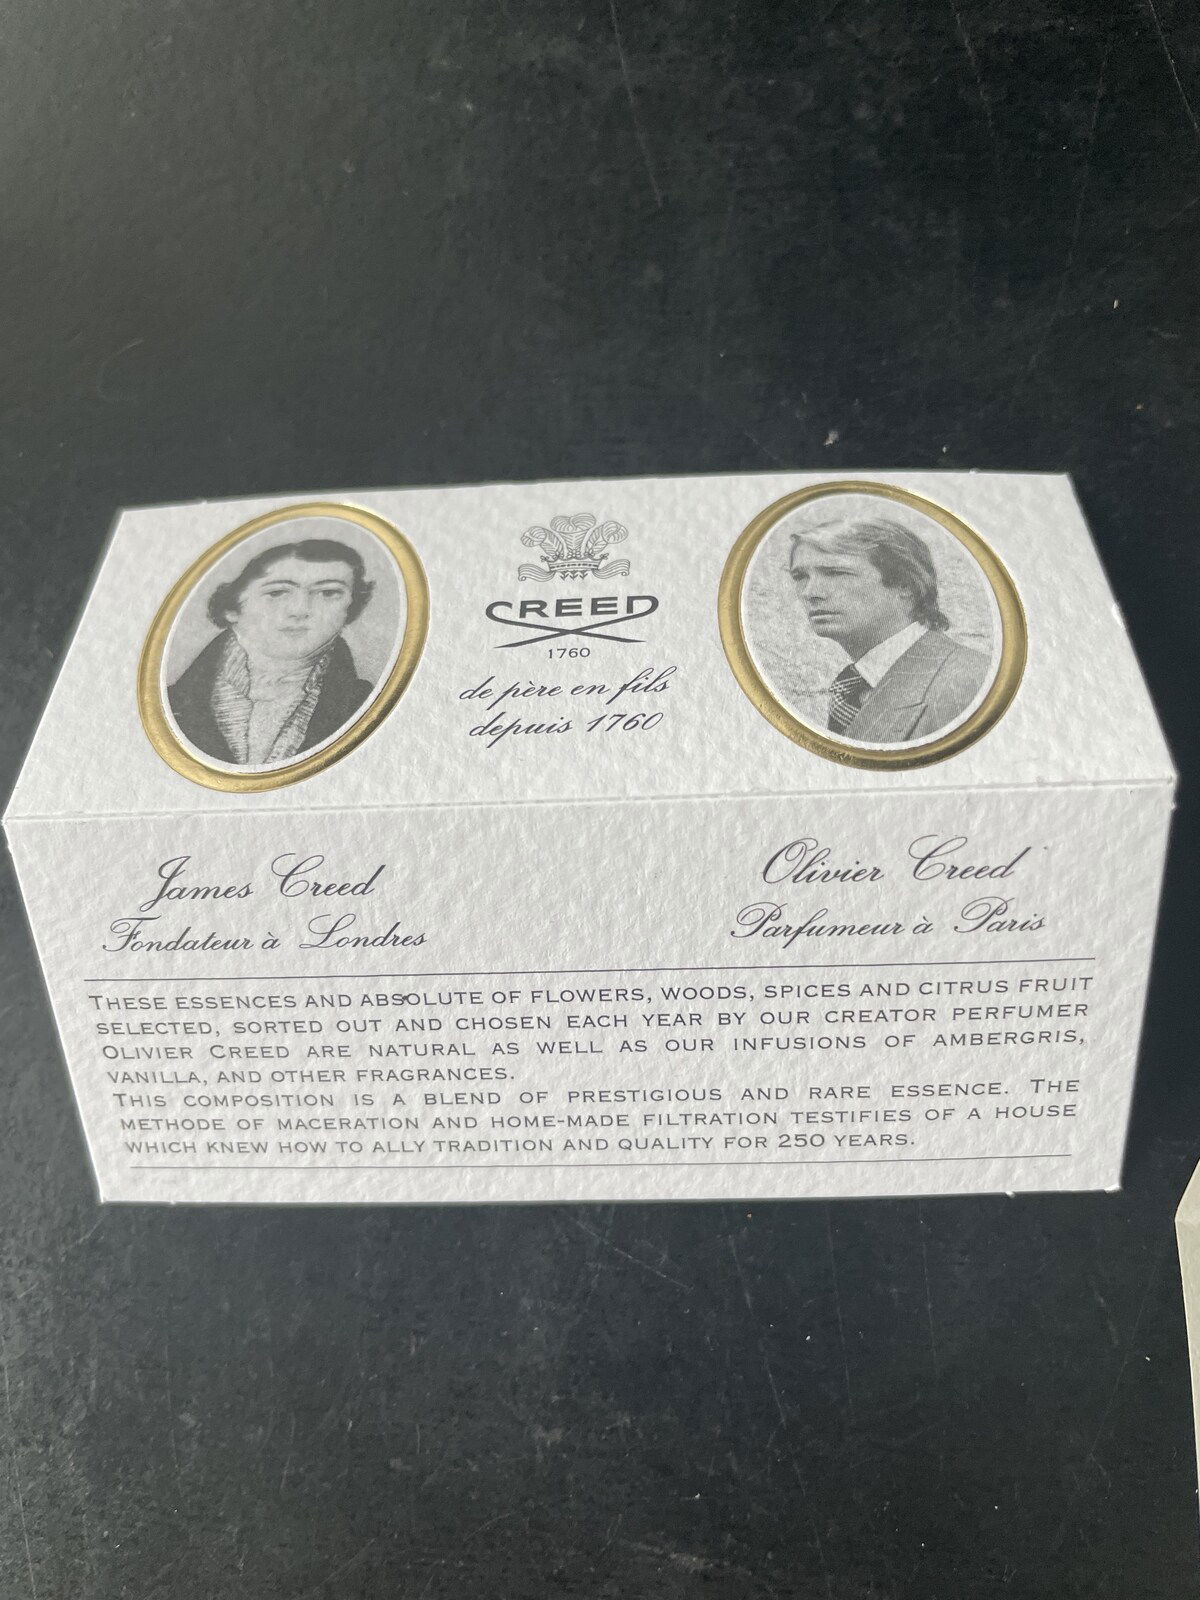 CREED
1760
de père en fils
depuis 1760
James Creed
Fondateur à Londres
Olivier Creed
Parfumeur à Paris
THESE ESSENCES AND ABSOLUTE OF FLOWERS, WOODS, SPICES AND CITRUS FRUIT
SELECTED, SORTED OUT AND CHOSEN EACH YEAR BY OUR CREATOR PERFUMER
OLIVIER CREED ARE NATURAL AS WELL AS OUR INFUSIONS OF AMBERGRIS,
VANILLA, AND OTHER FRAGRANCES.
THIS COMPOSITION IS A BLEND OF PRESTIGIOUS AND RARE ESSENCE. THE
METHODE OF MACERATION AND HOME-MADE FILTRATION TESTIFIES OF A HOUSE
WHICH KNEW HOW TO ALLY TRADITION AND QUALITY FOR 250 YEARS.